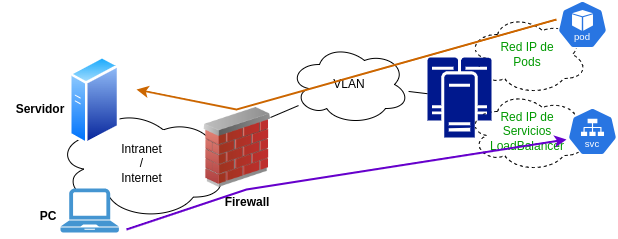 pod
Red IP de
Pods
VLAN
Servidor
Red IP de
Servicios
LoadBalancer
svc
Intranet
/
Internet
Firewall
PC